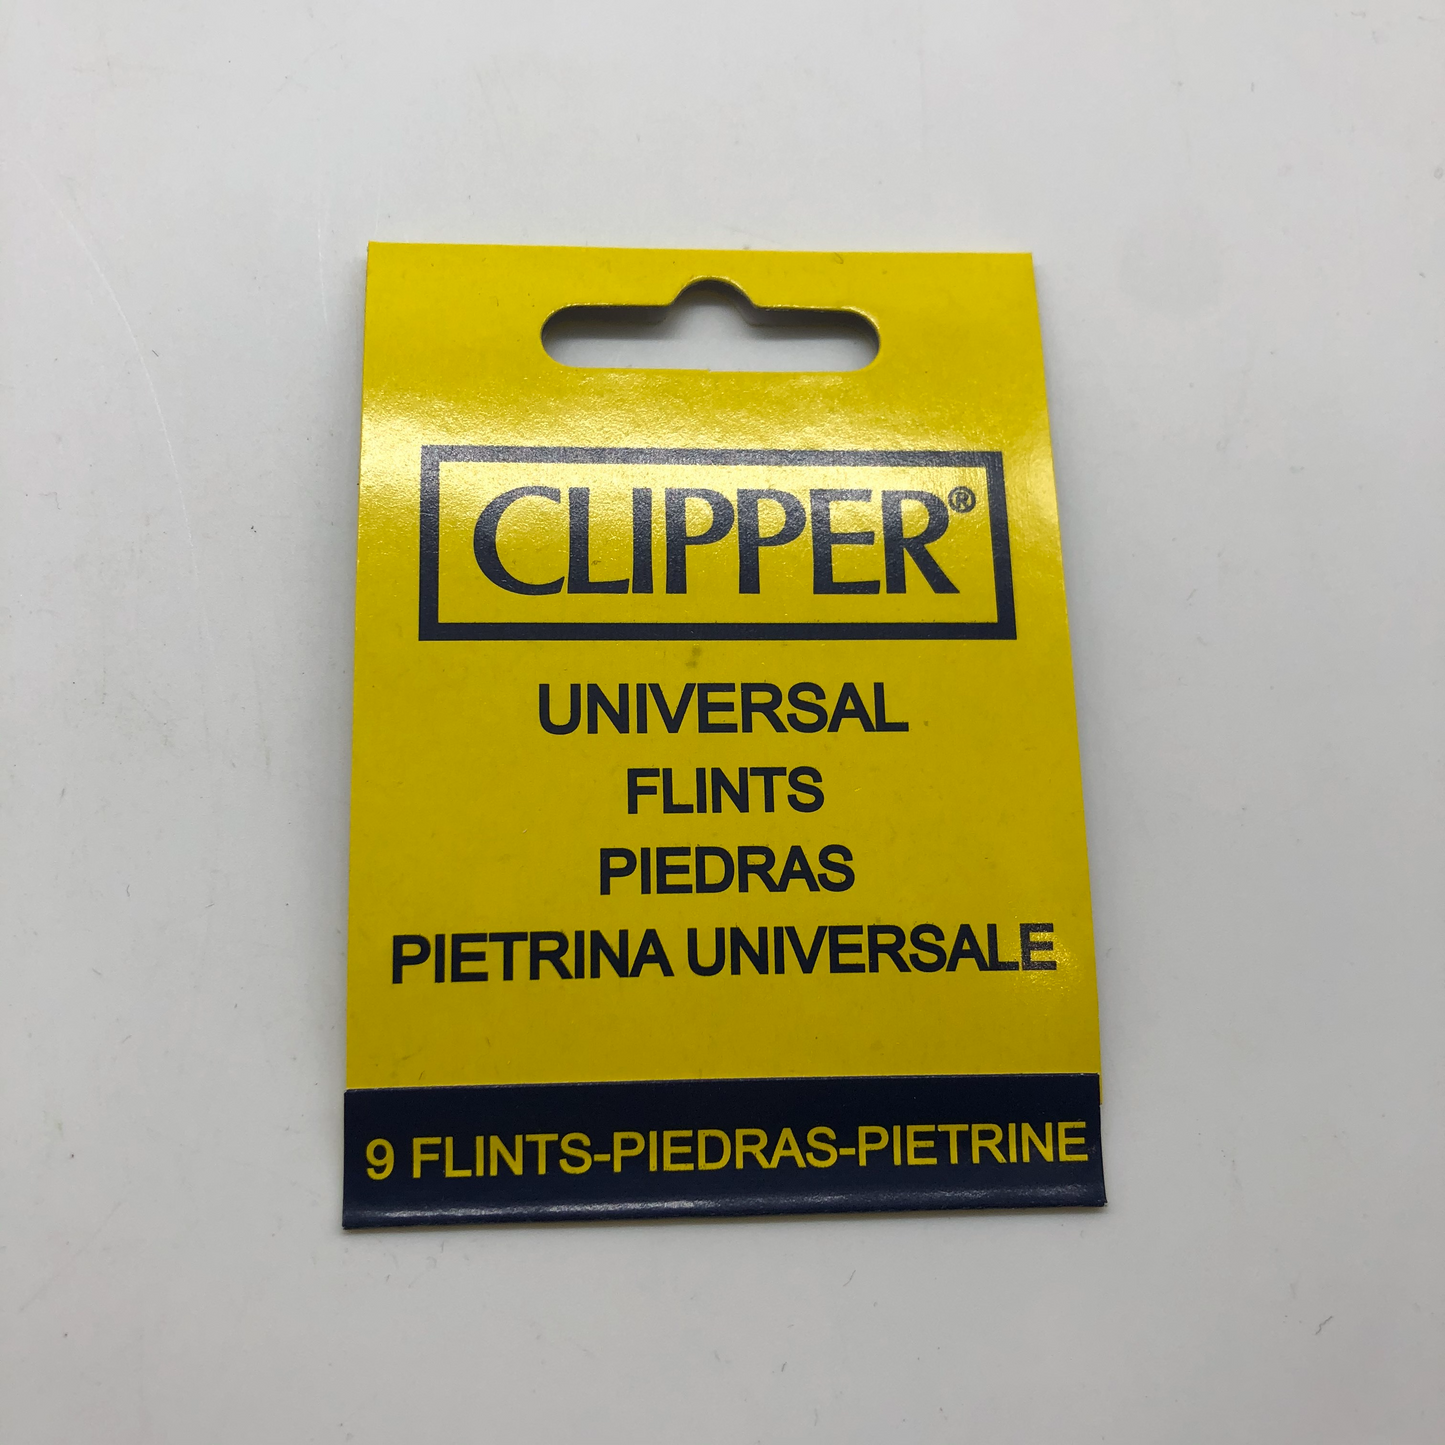 CLIPPER®
UNIVERSAL
FLINTS
PIEDRAS
PIETRINA UNIVERSALE
9 FLINTS-PIEDRAS-PIETRINE